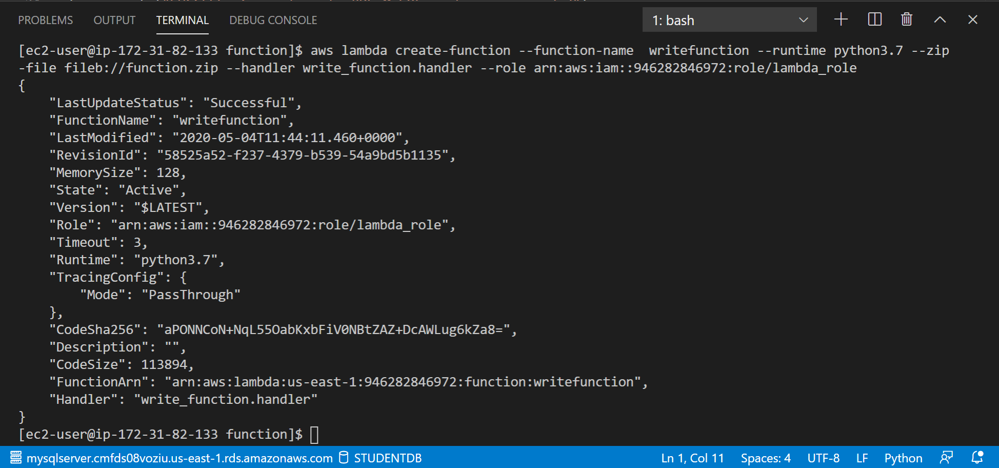 PROBLEMS OUTPUT TERMINAL DEBUG CONSOLE 1: bash
[ec2-user@ip-172-31-82-133 function]$ aws lambda create-function --function-name  writefunction --runtime python3.7 --zip
-file fileb://function.zip --handler write_function.handler --role arn:aws:iam::946282846972:role/lambda_role
{
    "LastUpdateStatus": "Successful",
    "FunctionName": "writefunction",
    "LastModified": "2020-05-04T11:44:11.460+0000",
    "RevisionId": "58525a52-f237-4379-b539-54a9bd5b1135",
    "MemorySize": 128,
    "State": "Active",
    "Version": "$LATEST",
    "Role": "arn:aws:iam::946282846972:role/lambda_role",
    "Timeout": 3,
    "Runtime": "python3.7",
    "TracingConfig": {
        "Mode": "PassThrough"
    },
    "CodeSha256": "aPONNCoN+NqL55OabKxbFiV0NBtZAZ+DcAWLug6kZa8=",
    "Description": "",
    "CodeSize": 113894,
    "FunctionArn": "arn:aws:lambda:us-east-1:946282846972:function:writefunction",
    "Handler": "write_function.handler"
}
[ec2-user@ip-172-31-82-133 function]$
mysqlserver.cmfds08voziu.us-east-1.rds.amazonaws.com STUDENTDB Ln 1, Col 11 Spaces: 4 UTF-8 LF Python